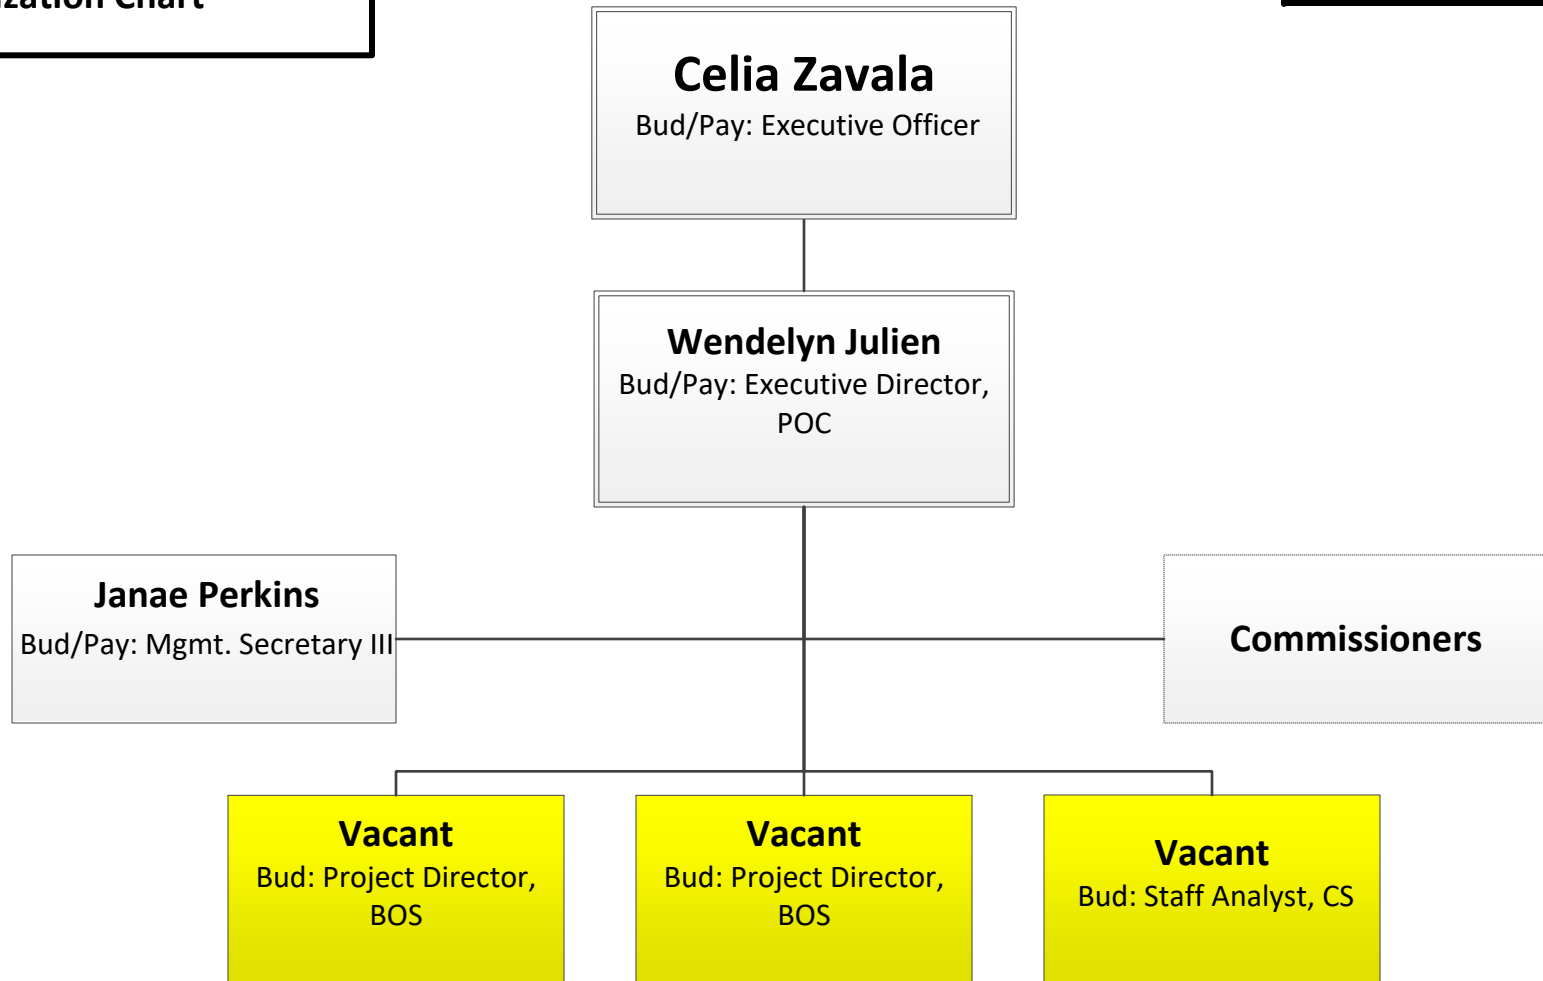 Chart
Celia Zavala
Bud/Pay: Executive Officer
Wendelyn Julien
Bud/Pay: Executive Director,
POC
Janae Perkins
Bud/Pay: Mgmt. Secretary III
Commissioners
Vacant
Bud: Project Director,
BOS
Vacant
Bud: Project Director,
BOS
Vacant
Bud: Staff Analyst, CS